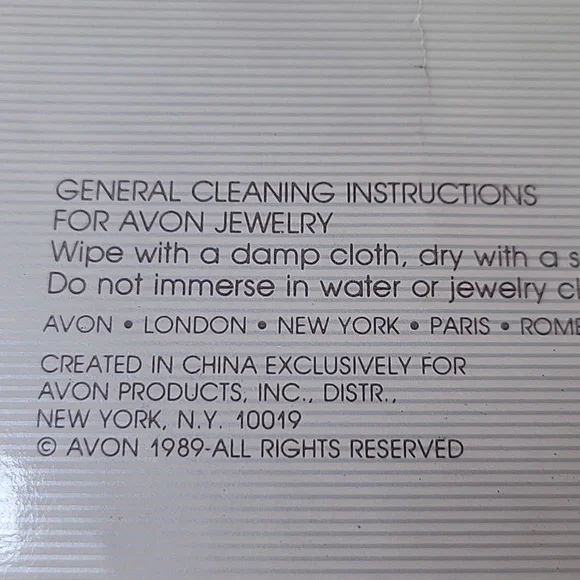 GENERAL CLEANING INSTRUCTIONS
FOR AVON JEWELRY
Wipe with a damp cloth, dry with a s
Do not immerse in water or jewelry cl
AVON • LONDON • NEW YORK • PARIS • ROME
CREATED IN CHINA EXCLUSIVELY FOR
AVON PRODUCTS, INC., DISTR.,
NEW YORK, N.Y. 10019
© AVON 1989-ALL RIGHTS RESERVED